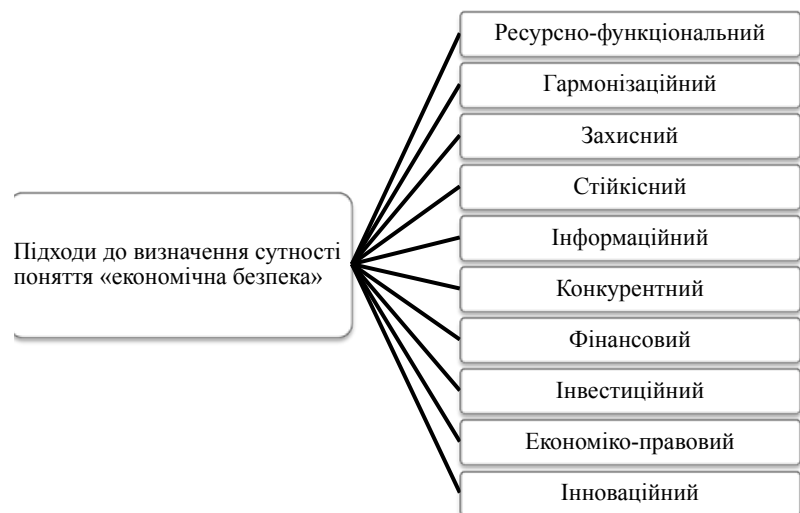 Підходи до визначення сутності
поняття «економічна безпека»
Ресурсно-функціональний
Гармонізаційний
Захисний
Стійкісний
Інформаційний
Конкурентний
Фінансовий
Інвестиційний
Економіко-правовий
Інноваційний